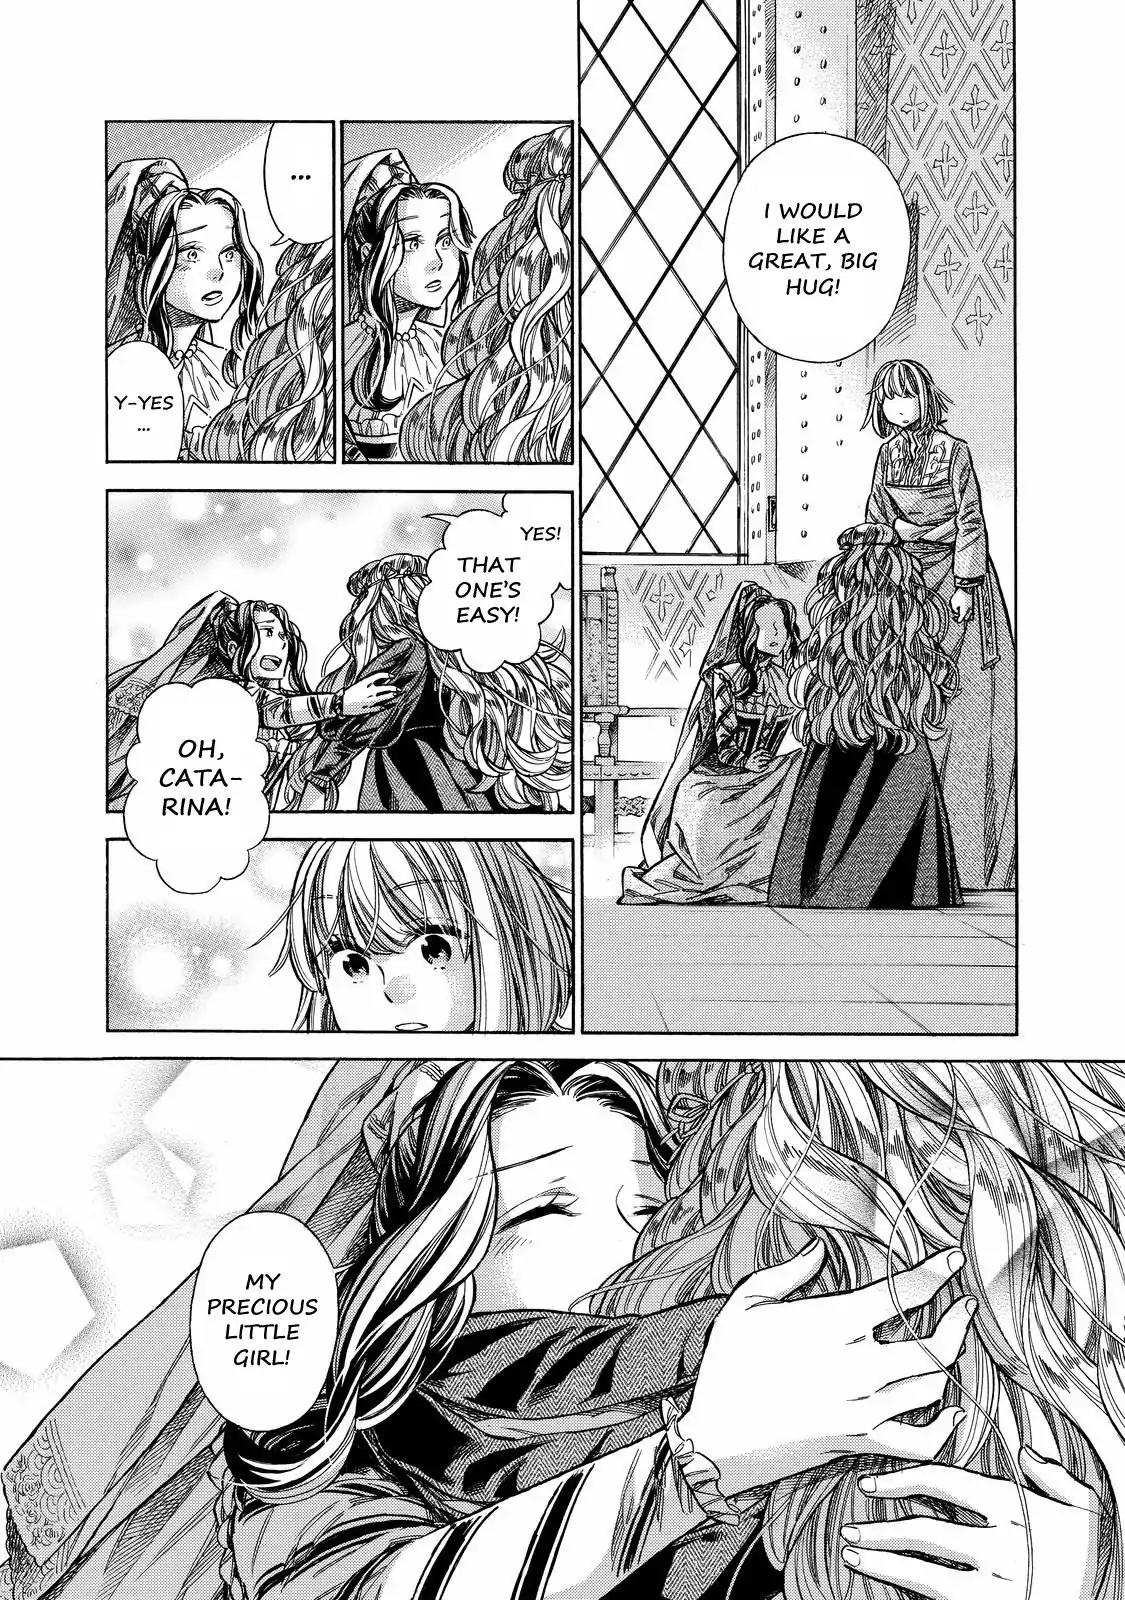 I WOULD
LIKE A
GREAT, BIG
HUG!
...
Y-YES
...
YES!
THAT
ONE'S
EASY!
OH,
CATA-
RINA!
MY
PRECIOUS
LITTLE
GIRL!